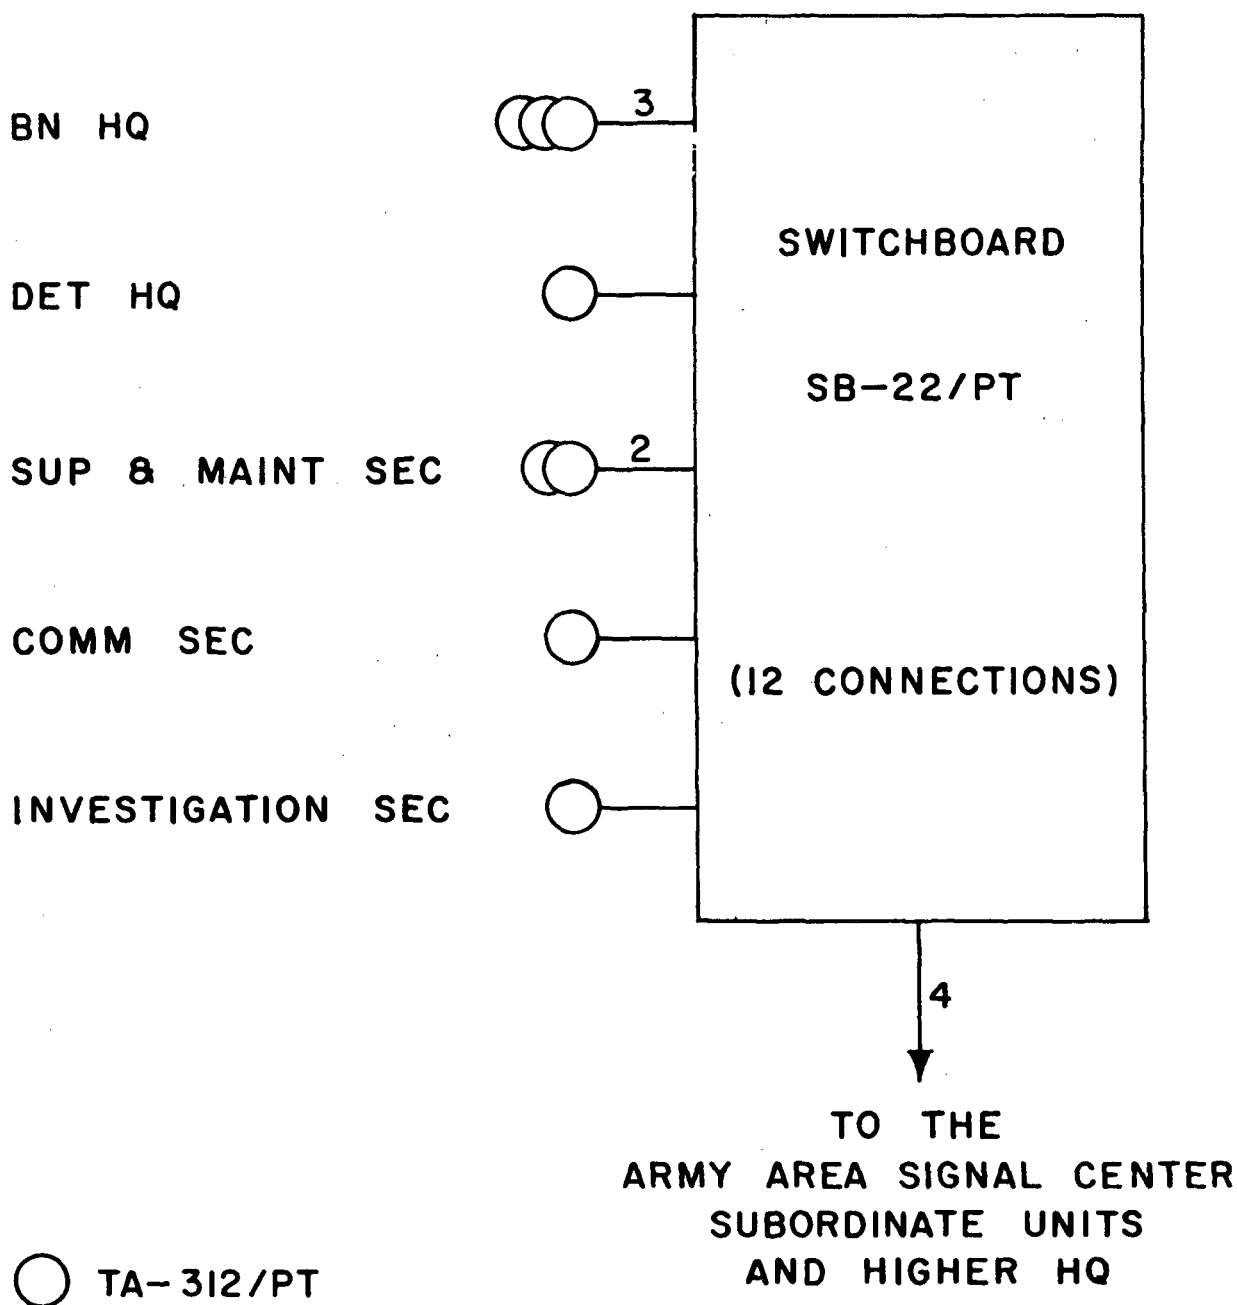 BN HQ
3
DET HQ
SUP & MAINT SEC
2
COMM SEC
INVESTIGATION SEC
SWITCHBOARD
SB-22/PT
(12 CONNECTIONS)
4
TO THE
ARMY AREA SIGNAL CENTER
SUBORDINATE UNITS
AND HIGHER HQ
TA-312/PT